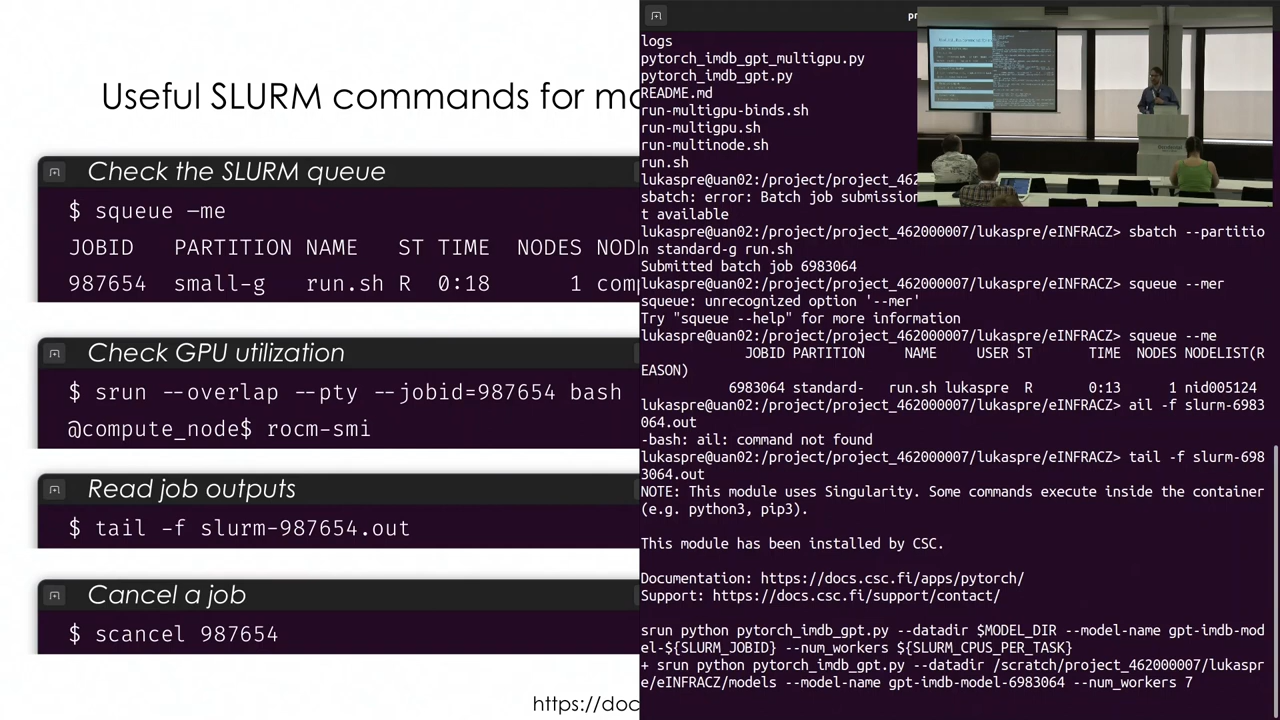 Useful SLURM commands for mo
Check the SLURM queue
$ squeue –me
JOBID PARTITION NAME ST TIME NODES NOD
987654 small-g run.sh R 0:18 1 com
Check GPU utilization
$ srun --overlap --pty --jobid=987654 bash
@compute_node$ rocm-smi
Read job outputs
$ tail -f slurm-987654.out
Cancel a job
$ scancel 987654
https://doc
pr
logs
pytorch_imdb_gpt_multigpu.py
pytorch_imdb_gpt.py
README.md
run-multigpu-binds.sh
run-multigpu.sh
run-multinode.sh
run.sh
lukaspre@uan02:/project/project_462
sbatch: error: Batch job submission
t available
lukaspre@uan02:/project/project_462000007/lukaspre/eINFRACZ> sbatch --partitio
n standard-g run.sh
Submitted batch job 6983064
lukaspre@uan02:/project/project_462000007/lukaspre/eINFRACZ> squeue --mer
squeue: unrecognized option '--mer'
Try "squeue --help" for more information
lukaspre@uan02:/project/project_462000007/lukaspre/eINFRACZ> squeue --me
JOBID PARTITION NAME USER ST TIME NODES NODELIST(R
EASON)
6983064 standard- run.sh lukaspre R 0:13 1 nid005124
lukaspre@uan02:/project/project_462000007/lukaspre/eINFRACZ> ail -f slurm-6983
064.out
-bash: ail: command not found
lukaspre@uan02:/project/project_462000007/lukaspre/eINFRACZ> tail -f slurm-698
3064.out
NOTE: This module uses Singularity. Some commands execute inside the container
(e.g. python3, pip3).
This module has been installed by CSC.
Documentation: https://docs.csc.fi/apps/pytorch/
Support: https://docs.csc.fi/support/contact/
srun python pytorch_imdb_gpt.py --datadir $MODEL_DIR --model-name gpt-imdb-mod
el-${SLURM_JOBID} --num_workers ${SLURM_CPUS_PER_TASK}
+ srun python pytorch_imdb_gpt.py --datadir /scratch/project_462000007/lukaspr
e/eINFRACZ/models --model-name gpt-imdb-model-6983064 --num_workers 7